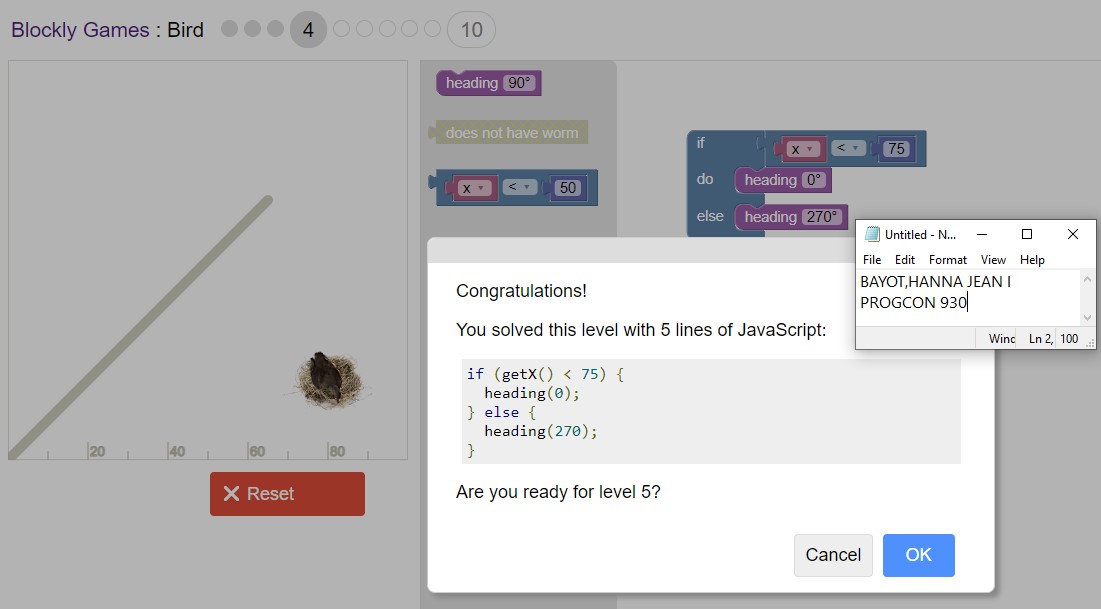 Blockly Games : Bird 4 10
heading 90°
does not have worm
x < 50
if x < 75
do heading 0°
else heading 270°
20 40 60 80
Reset
Untitled - N...
File Edit Format View Help
BAYOT,HANNA JEAN I
PROGCON 930
Wind Ln 2, 100
Congratulations!
You solved this level with 5 lines of JavaScript:
if (getX() < 75) {
  heading(0);
} else {
  heading(270);
}
Are you ready for level 5?
Cancel OK